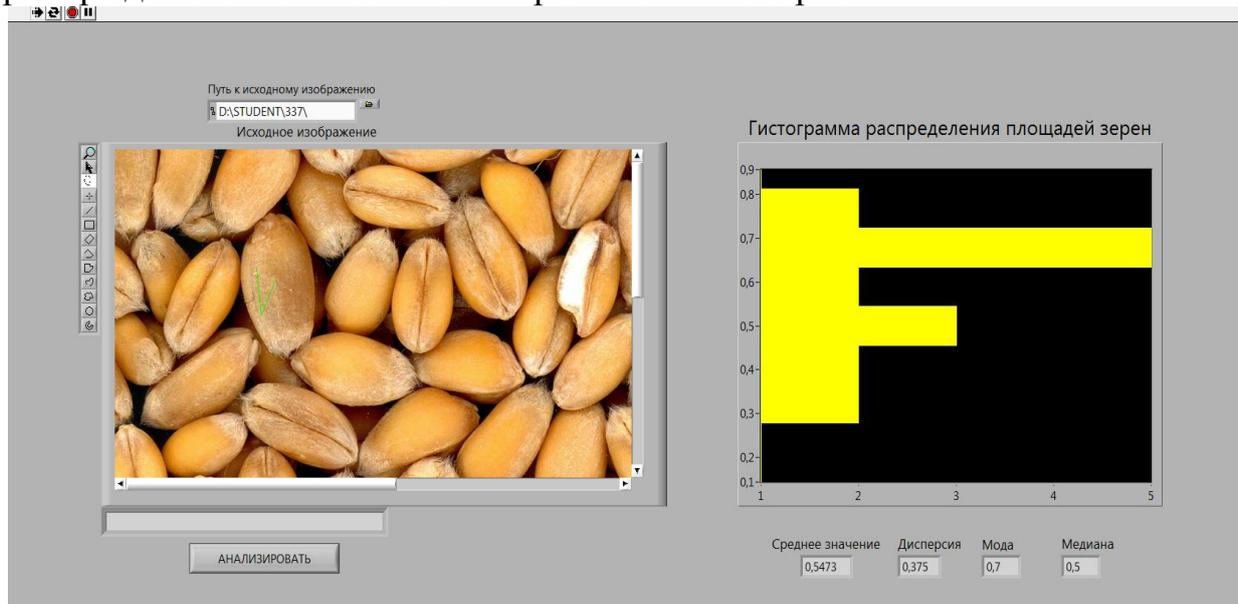 Путь к исходному изображению
D:\STUDENT\337\
Исходное изображение
АНАЛИЗИРОВАТЬ
Гистограмма распределения площадей зерен
0,9
0,8
0,7
0,6
0,5
0,4
0,3
0,2
0,1
1 2 3 4 5
Среднее значение Дисперсия Мода Медиана
0,5473 0,375 0,7 0,5